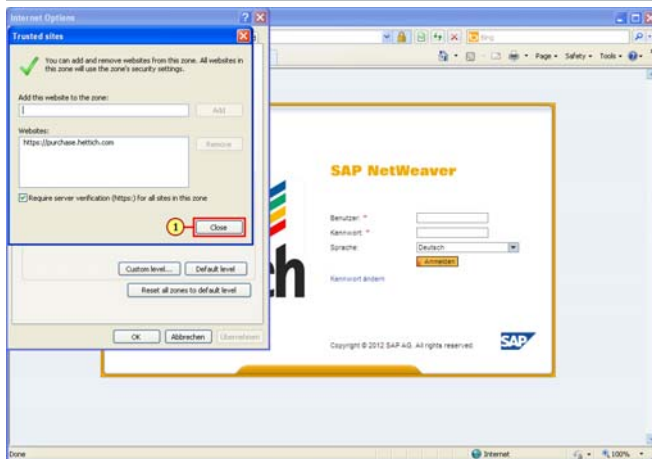 Internet Options
Trusted sites
You can add and remove websites from this zone. All websites in
this zone will use the zone's security settings.
Add this website to the zone:
Add
Websites:
https://purchase.hettich.com
Remove
Require server verification (https:) for all sites in this zone
1
Close
Custom level...
Default level
Reset all zones to default level
OK
Abbrechen
Übernehmen
Bing
Page
Safety
Tools
ch
SAP NetWeaver
Benutzer: *
Kennwort: *
Sprache:
Deutsch
Anmelden
Kennwort ändern
Copyright © 2012 SAP AG. All rights reserved.
SAP
Done
Internet
100%